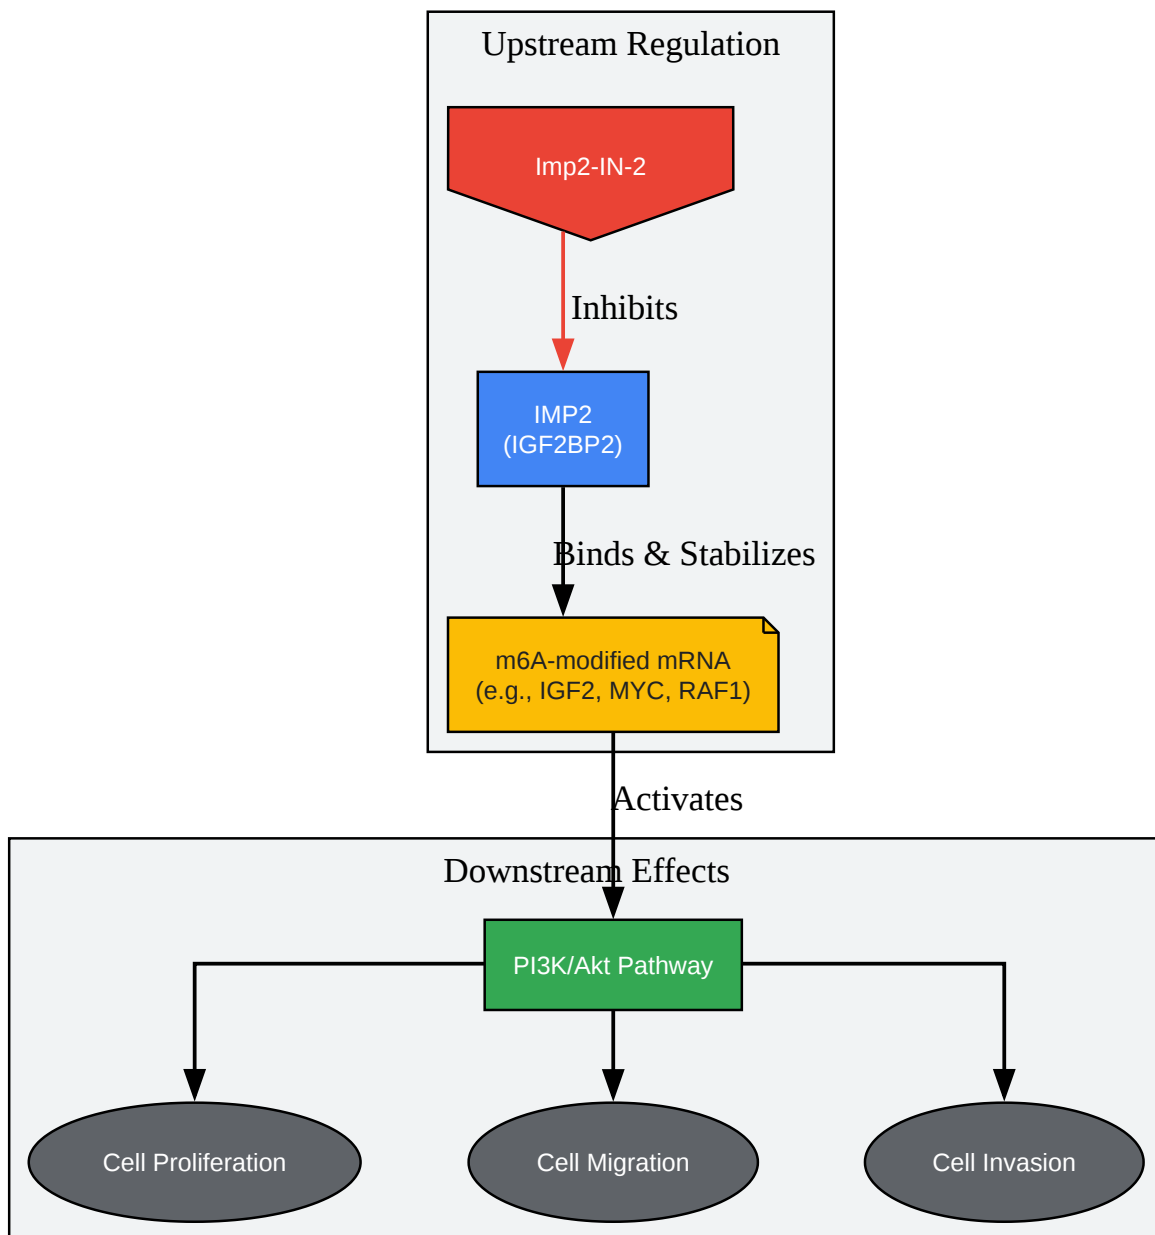 Upstream Regulation
Imp2-IN-2
Inhibits
IMP2
(IGF2BP2)
Binds & Stabilizes
m6A-modified mRNA
(e.g., IGF2, MYC, RAF1)
Activates
Downstream Effects
PI3K/Akt Pathway
Cell Proliferation
Cell Migration
Cell Invasion